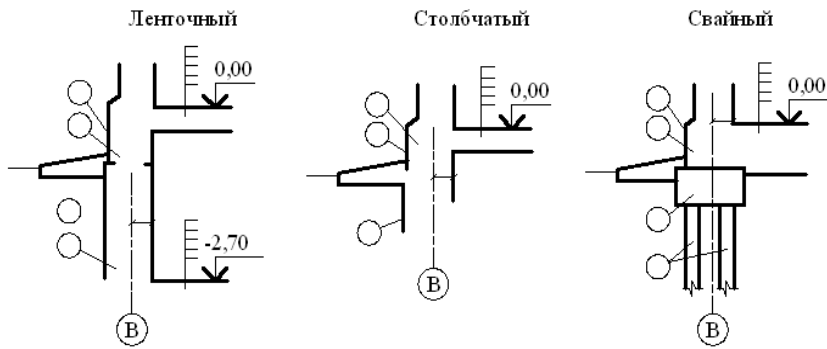 Ленточный Столбчатый Свайный
0,00 0,00 0,00
-2,70
В В В